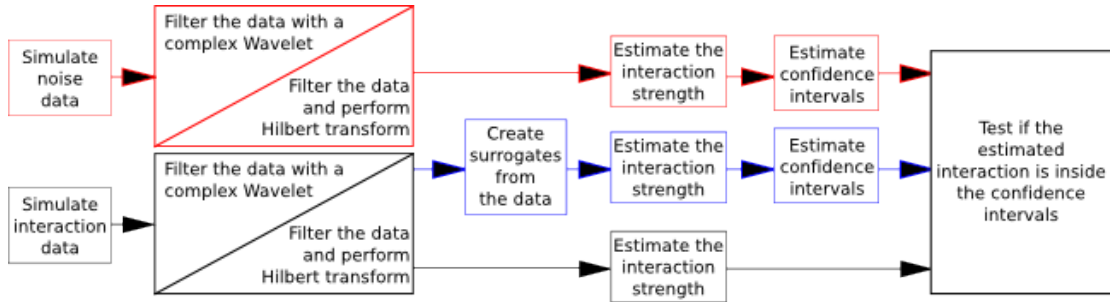 Simulate
noise
data
Filter the data with a
complex Wavelet
Filter the data
and perform
Hilbert transform
Estimate the
interaction
strength
Estimate
confidence
intervals
Simulate
interaction
data
Filter the data with a
complex Wavelet
Filter the data
and perform
Hilbert transform
Create
surrogates
from
the data
Estimate the
interaction
strength
Estimate
confidence
intervals
Estimate the
interaction
strength
Test if the
estimated
interaction is inside
the confidence
intervals